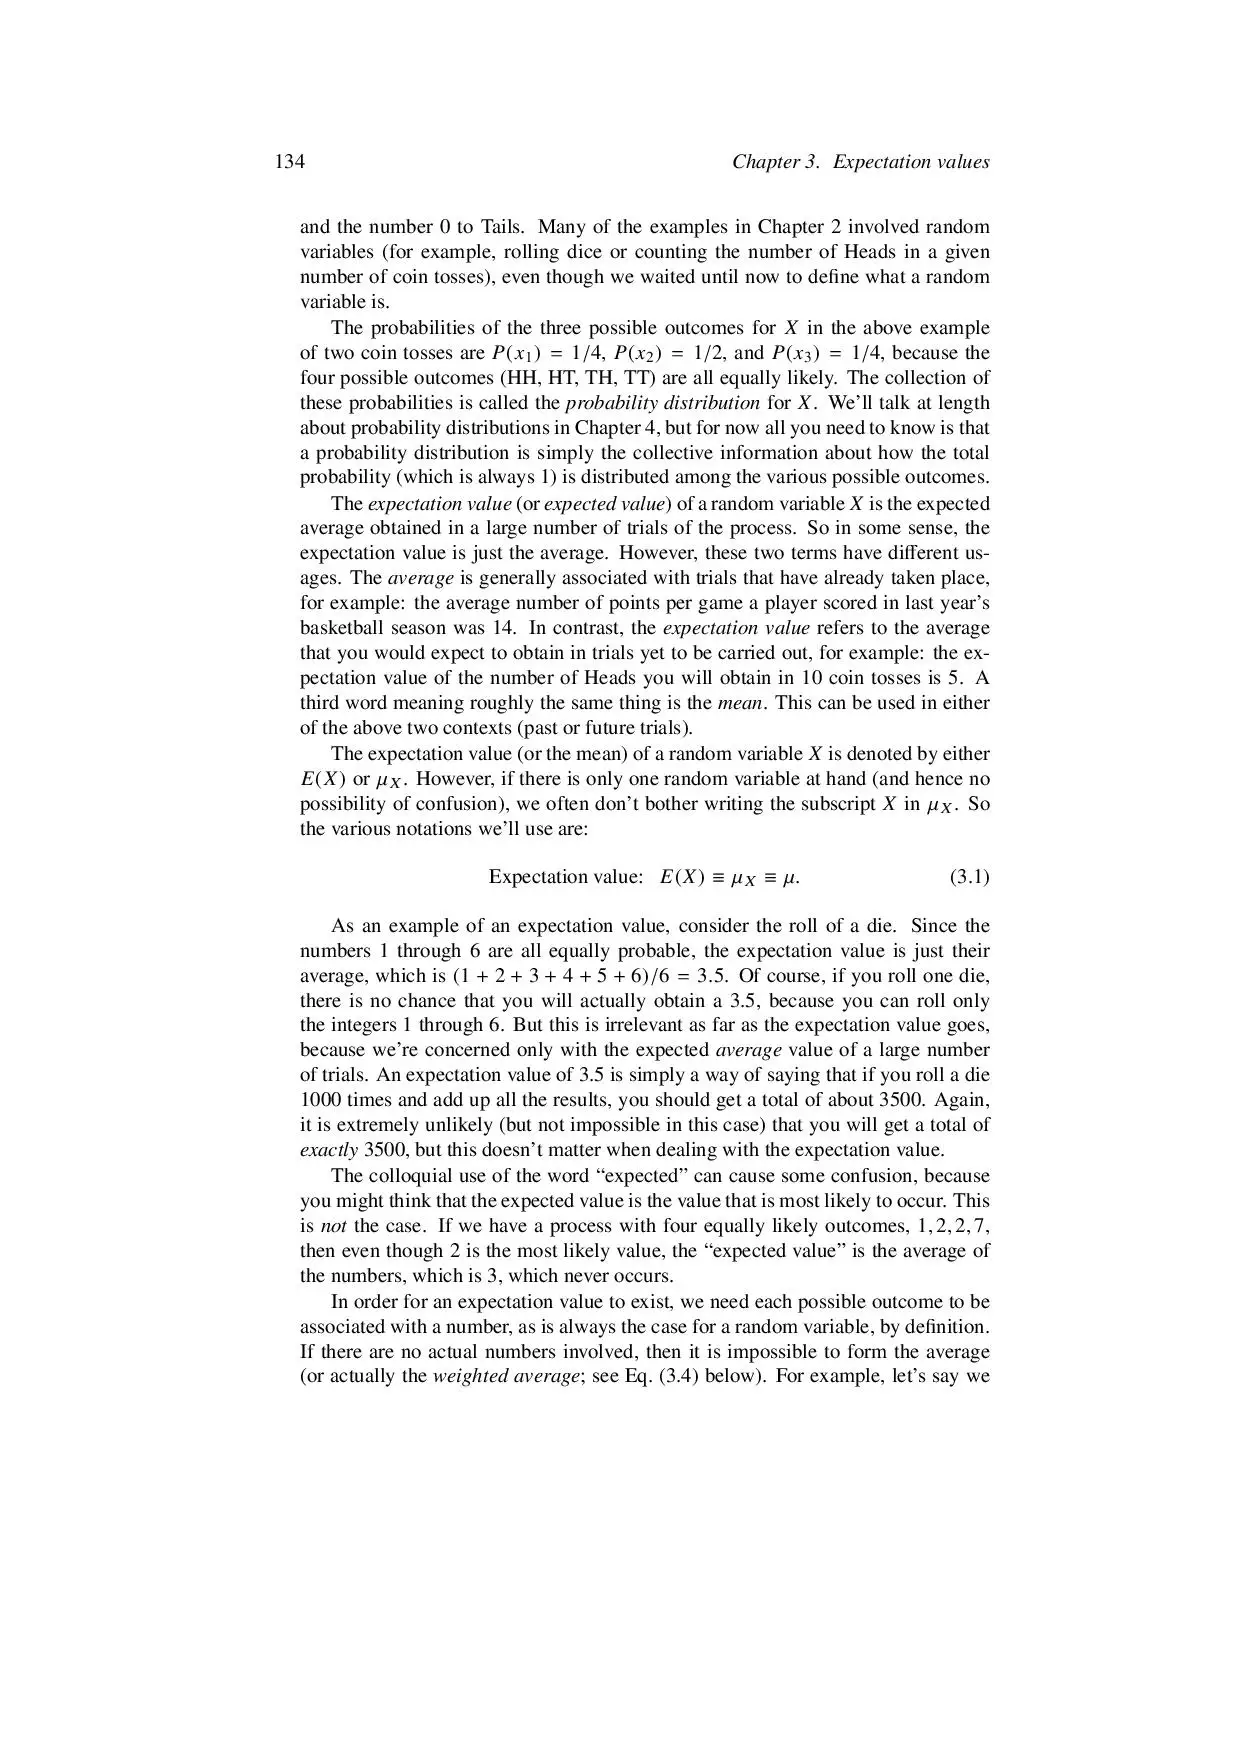 134 Chapter 3. Expectation values
and the number 0 to Tails. Many of the examples in Chapter 2 involved random
variables (for example, rolling dice or counting the number of Heads in a given
number of coin tosses), even though we waited until now to define what a random
variable is.
The probabilities of the three possible outcomes for X in the above example
of two coin tosses are P(x₁) = 1/4, P(x₂) = 1/2, and P(x₃) = 1/4, because the
four possible outcomes (HH, HT, TH, TT) are all equally likely. The collection of
these probabilities is called the probability distribution for X. We’ll talk at length
about probability distributions in Chapter 4, but for now all you need to know is that
a probability distribution is simply the collective information about how the total
probability (which is always 1) is distributed among the various possible outcomes.
The expectation value (or expected value) of a random variable X is the expected
average obtained in a large number of trials of the process. So in some sense, the
expectation value is just the average. However, these two terms have different us-
ages. The average is generally associated with trials that have already taken place,
for example: the average number of points per game a player scored in last year’s
basketball season was 14. In contrast, the expectation value refers to the average
that you would expect to obtain in trials yet to be carried out, for example: the ex-
pectation value of the number of Heads you will obtain in 10 coin tosses is 5. A
third word meaning roughly the same thing is the mean. This can be used in either
of the above two contexts (past or future trials).
The expectation value (or the mean) of a random variable X is denoted by either
E(X) or μ_X. However, if there is only one random variable at hand (and hence no
possibility of confusion), we often don’t bother writing the subscript X in μ_X. So
the various notations we’ll use are:
Expectation value: E(X) ≡ μ_X ≡ μ. (3.1)
As an example of an expectation value, consider the roll of a die. Since the
numbers 1 through 6 are all equally probable, the expectation value is just their
average, which is (1 + 2 + 3 + 4 + 5 + 6)/6 = 3.5. Of course, if you roll one die,
there is no chance that you will actually obtain a 3.5, because you can roll only
the integers 1 through 6. But this is irrelevant as far as the expectation value goes,
because we’re concerned only with the expected average value of a large number
of trials. An expectation value of 3.5 is simply a way of saying that if you roll a die
1000 times and add up all the results, you should get a total of about 3500. Again,
it is extremely unlikely (but not impossible in this case) that you will get a total of
exactly 3500, but this doesn’t matter when dealing with the expectation value.
The colloquial use of the word “expected” can cause some confusion, because
you might think that the expected value is the value that is most likely to occur. This
is not the case. If we have a process with four equally likely outcomes, 1, 2, 2, 7,
then even though 2 is the most likely value, the “expected value” is the average of
the numbers, which is 3, which never occurs.
In order for an expectation value to exist, we need each possible outcome to be
associated with a number, as is always the case for a random variable, by definition.
If there are no actual numbers involved, then it is impossible to form the average
(or actually the weighted average; see Eq. (3.4) below). For example, let’s say we